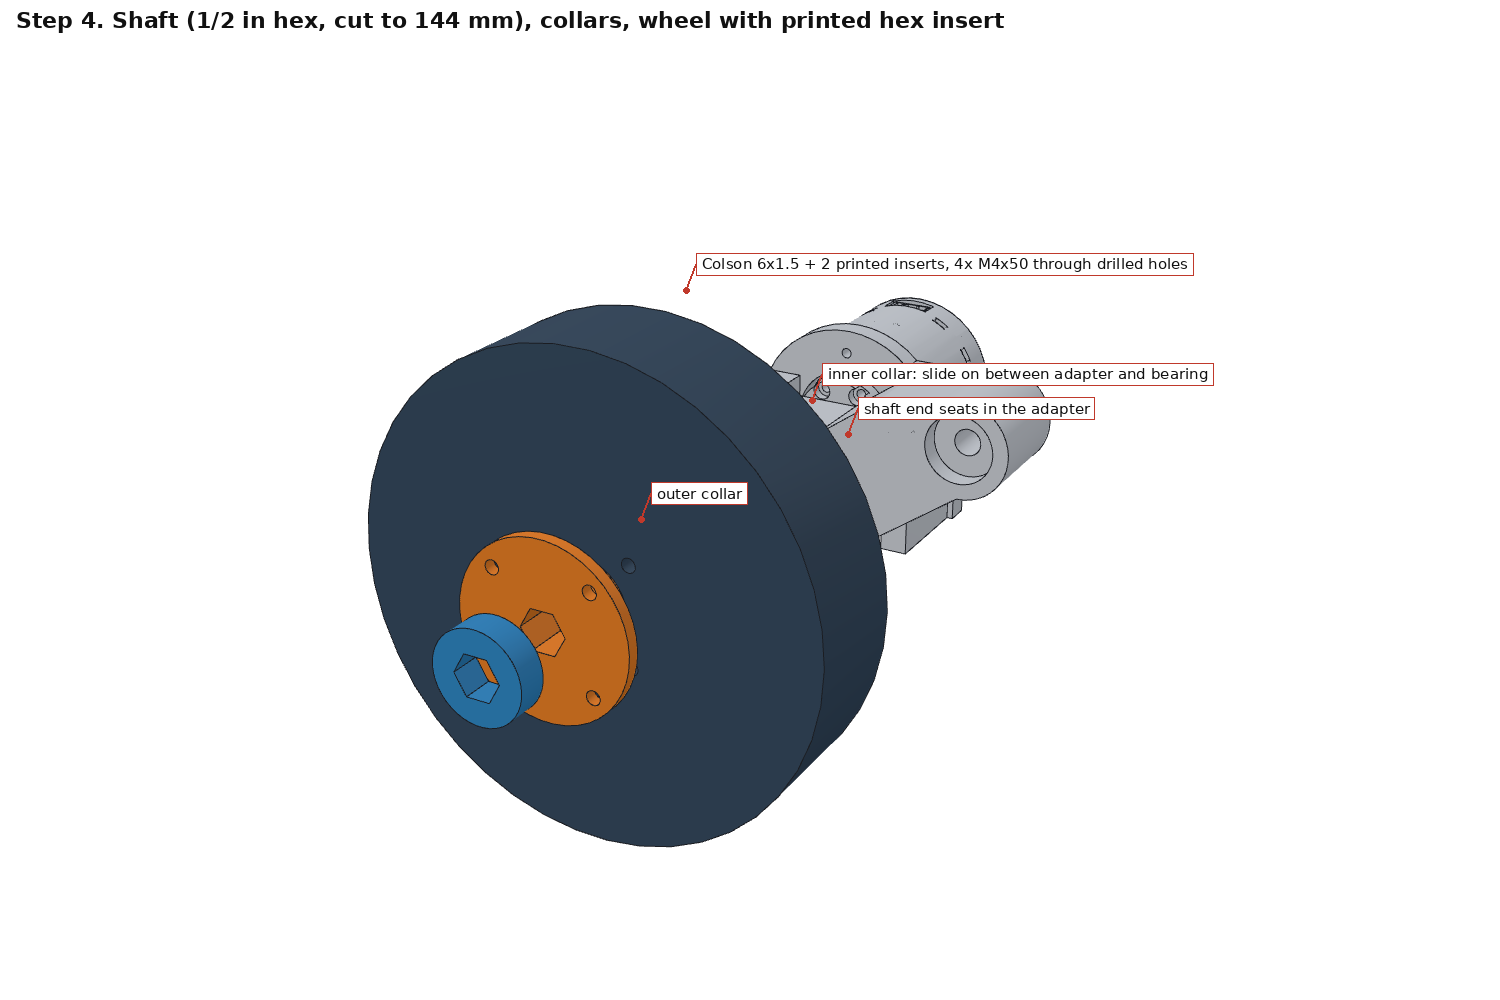 Step 4. Shaft (1/2 in hex, cut to 144 mm), collars, wheel with printed hex insert
Colson 6x1.5 + 2 printed inserts, 4x M4x50 through drilled holes
inner collar: slide on between adapter and bearing
shaft end seats in the adapter
outer collar